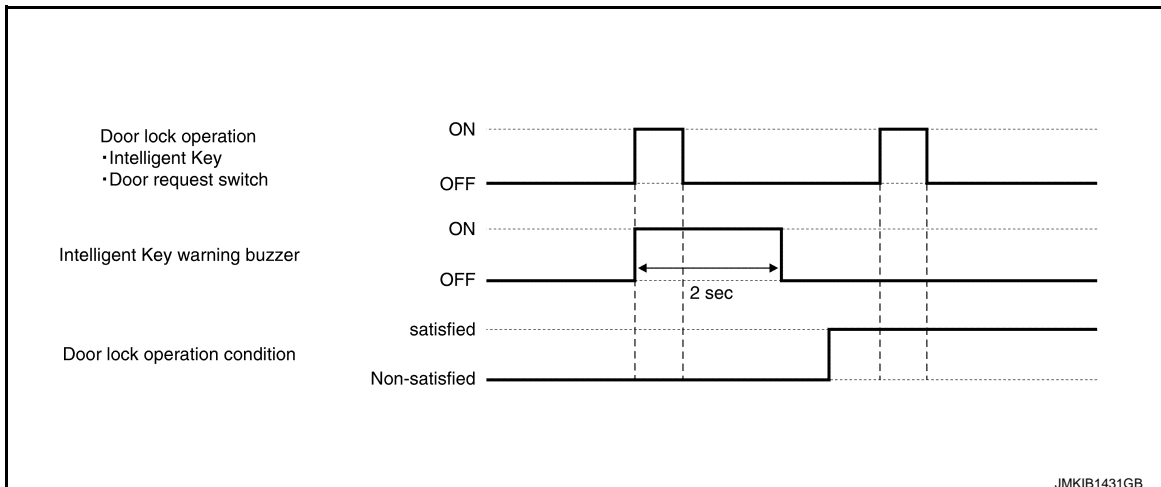 Door lock operation
・Intelligent Key
・Door request switch
ON
OFF
Intelligent Key warning buzzer
ON
OFF
2 sec
Door lock operation condition
satisfied
Non-satisfied
JMKIB1431GB